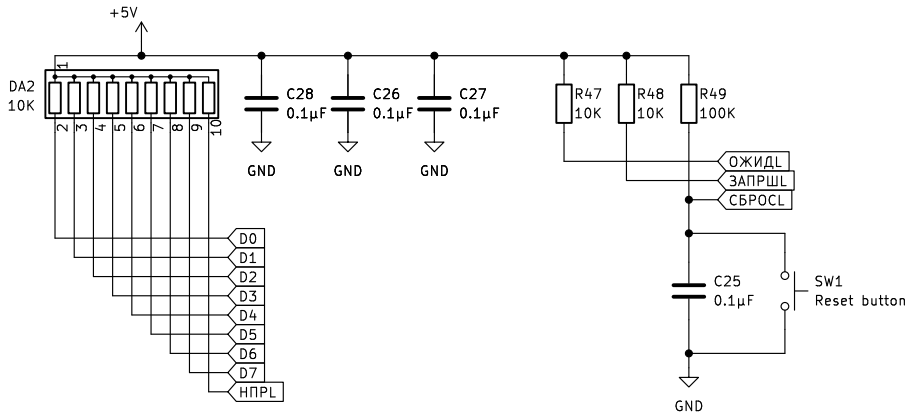 +5V
DA2
10K
1
2
3
4
5
6
7
8
9
10
C28
0.1µF
GND
C26
0.1µF
GND
C27
0.1µF
GND
R47
10K
R48
10K
R49
100K
ОЖИДL
ЗАПРШL
СБРОСL
D0
D1
D2
D3
D4
D5
D6
D7
НПРL
C25
0.1µF
SW1
Reset button
GND